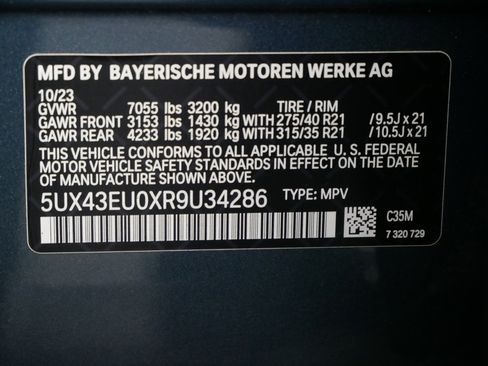 MFD BY BAYERISCHE MOTOREN WERKE AG
10/23
GVWR 7055 lbs 3200 kg TIRE / RIM
GAWR FRONT 3153 lbs 1430 kg WITH 275/40 R21 / 9.5J x 21
GAWR REAR 4233 lbs 1920 kg WITH 315/35 R21 / 10.5J x 21
THIS VEHICLE CONFORMS TO ALL APPLICABLE U. S. FEDERAL
MOTOR VEHICLE SAFETY STANDARDS IN EFFECT ON THE
DATE OF MANUFACTURE SHOWN ABOVE.
5UX43EU0XR9U34286 TYPE: MPV
C35M
7 320 729